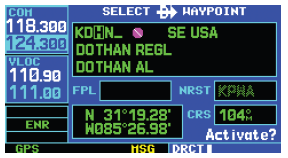 COM
118.300
124.300
VLOC
110.90
111.00
ENR
GPS
SELECT WAYPOINT
KDHN_ SE USA
DOTHAN REGL
DOTHAN AL
FPL NRST KPHA
N 31°19.28'
W085°26.98'
CRS 104°M
Activate?
MSG DRCT